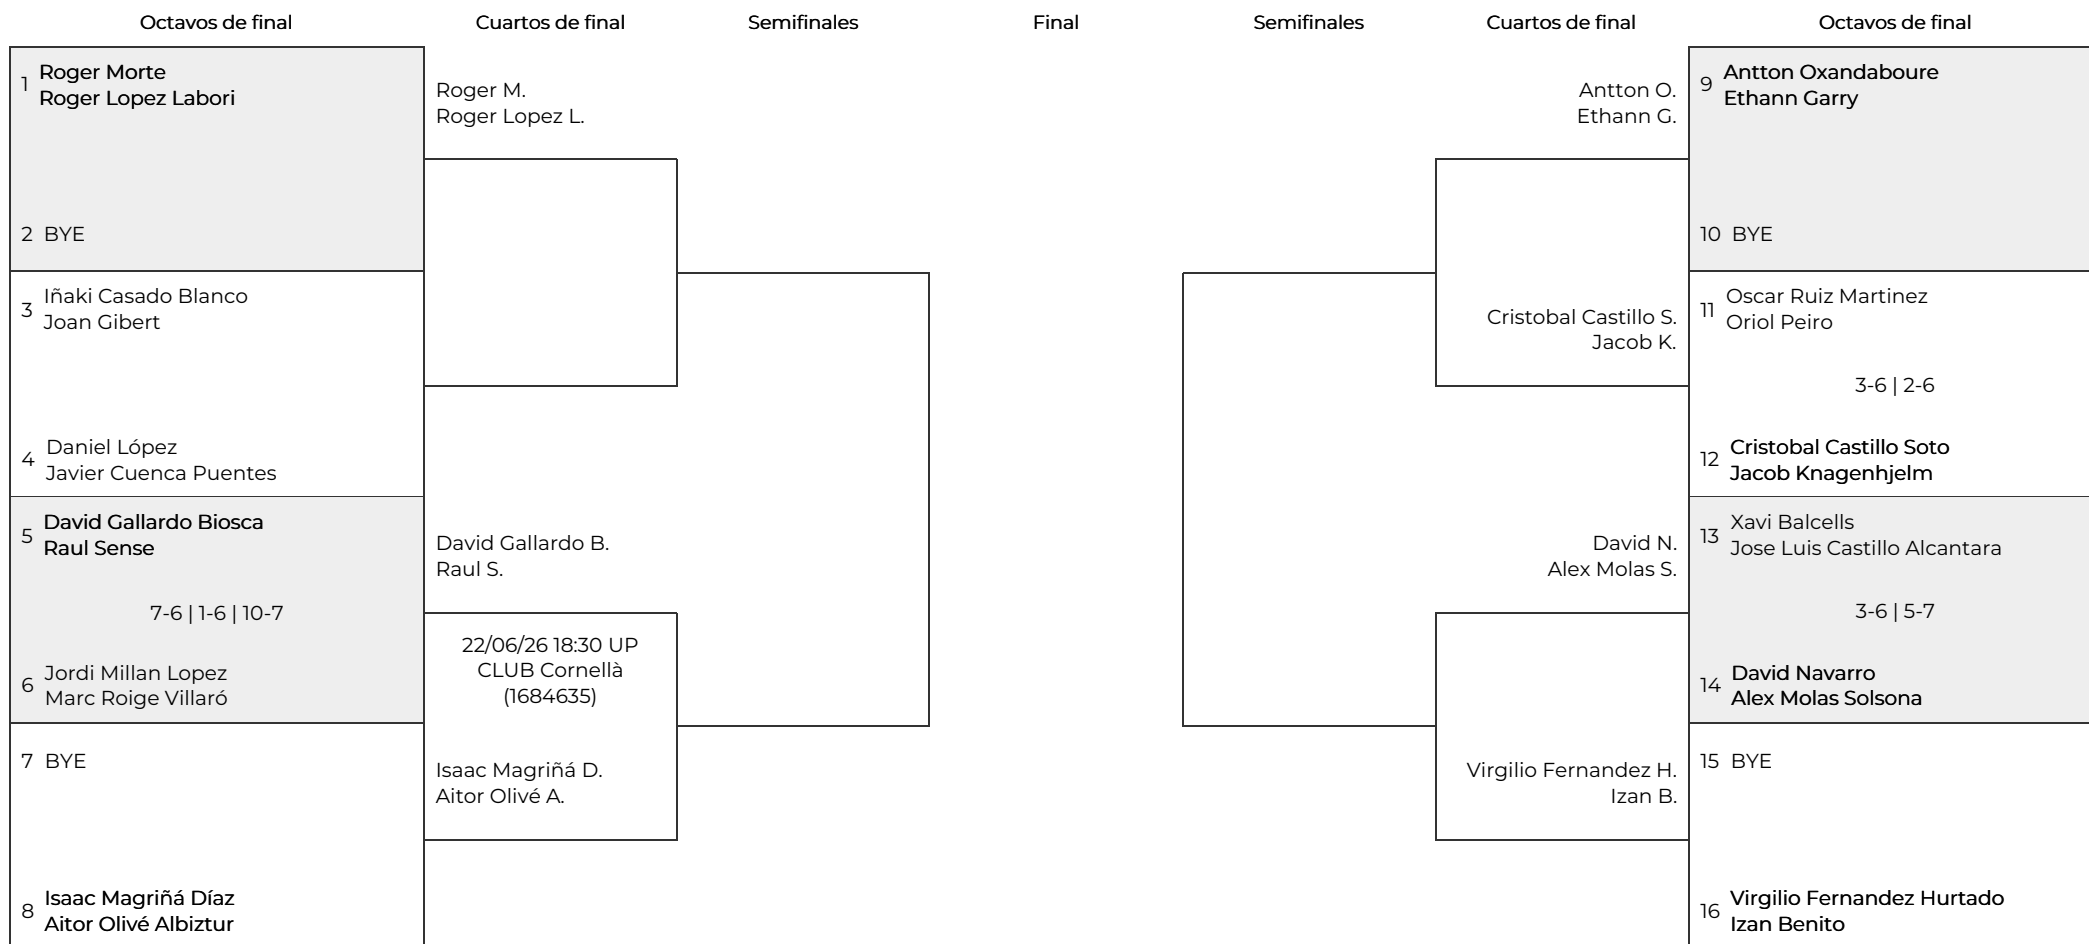 Octavos de final
Cuartos de final
Semifinales
Final
Semifinales
Cuartos de final
Octavos de final
1
Roger Morte
Roger Lopez Labori
2 BYE
3
Iñaki Casado Blanco
Joan Gibert
4
Daniel López
Javier Cuenca Puentes
5
David Gallardo Biosca
Raul Sense
7-6 | 1-6 | 10-7
6
Jordi Millan Lopez
Marc Roige Villaró
7 BYE
8
Isaac Magriñá Díaz
Aitor Olivé Albiztur
Roger M.
Roger Lopez L.
David Gallardo B.
Raul S.
22/06/26 18:30 UP
CLUB Cornellà
(1684635)
Isaac Magriñá D.
Aitor Olivé A.
Antton O.
Ethann G.
Cristobal Castillo S.
Jacob K.
David N.
Alex Molas S.
Virgilio Fernandez H.
Izan B.
9
Antton Oxandaboure
Ethann Garry
10 BYE
11
Oscar Ruiz Martinez
Oriol Peiro
3-6 | 2-6
12
Cristobal Castillo Soto
Jacob Knagenhjelm
13
Xavi Balcells
Jose Luis Castillo Alcantara
3-6 | 5-7
14
David Navarro
Alex Molas Solsona
15 BYE
16
Virgilio Fernandez Hurtado
Izan Benito